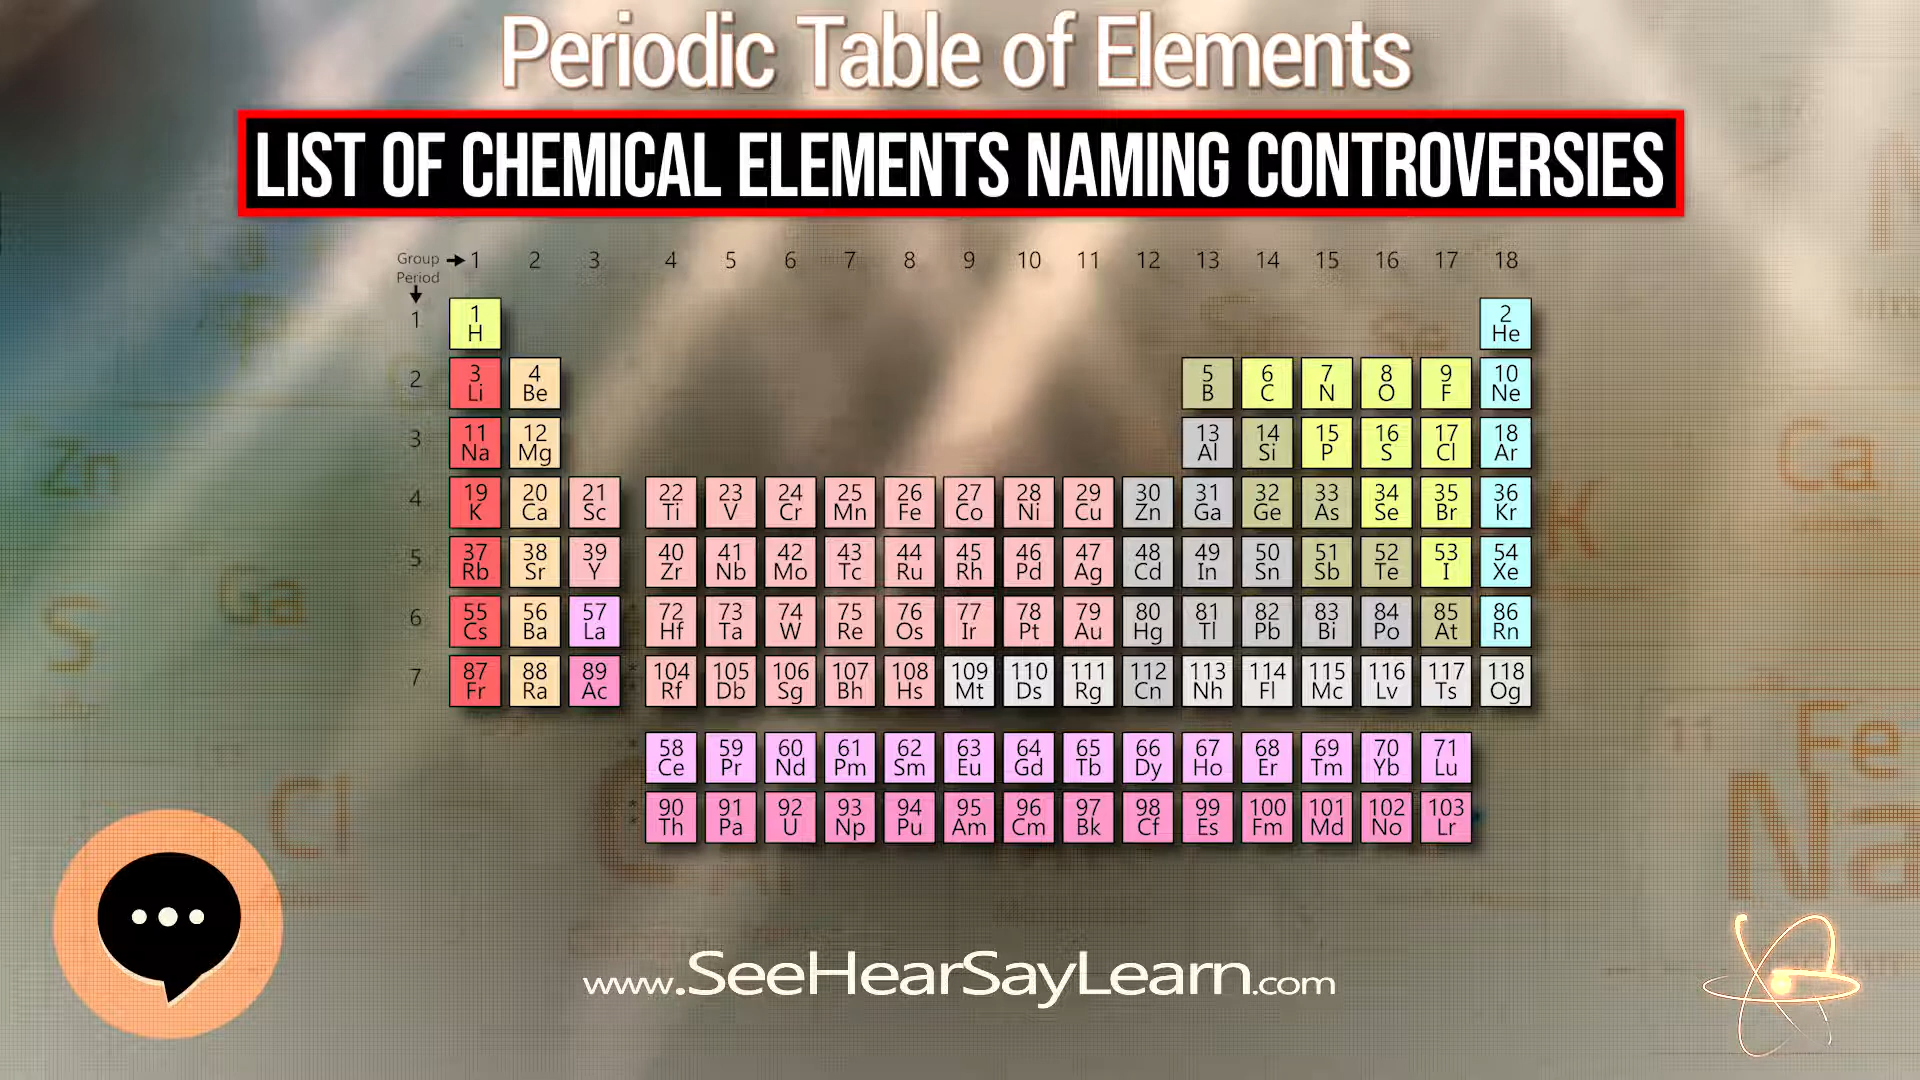 Periodic Table of Elements
LIST OF CHEMICAL ELEMENTS NAMING CONTROVERSIES
Group → 1 2 3 4 5 6 7 8 9 10 11 12 13 14 15 16 17 18
Period
↓
1
1 2
H He
2
3 4 5 6 7 8 9 10
Li Be B C N O F Ne
3
11 12 13 14 15 16 17 18
Na Mg Al Si P S Cl Ar
4
19 20 21 22 23 24 25 26 27 28 29 30 31 32 33 34 35 36
K Ca Sc Ti V Cr Mn Fe Co Ni Cu Zn Ga Ge As Se Br Kr
5
37 38 39 40 41 42 43 44 45 46 47 48 49 50 51 52 53 54
Rb Sr Y Zr Nb Mo Tc Ru Rh Pd Ag Cd In Sn Sb Te I Xe
6
55 56 57 72 73 74 75 76 77 78 79 80 81 82 83 84 85 86
Cs Ba La Hf Ta W Re Os Ir Pt Au Hg Tl Pb Bi Po At Rn
7
87 88 89 104 105 106 107 108 109 110 111 112 113 114 115 116 117 118
Fr Ra Ac Rf Db Sg Bh Hs Mt Ds Rg Cn Nh Fl Mc Lv Ts Og
58 59 60 61 62 63 64 65 66 67 68 69 70 71
Ce Pr Nd Pm Sm Eu Gd Tb Dy Ho Er Tm Yb Lu
90 91 92 93 94 95 96 97 98 99 100 101 102 103
Th Pa U Np Pu Am Cm Bk Cf Es Fm Md No Lr
Zn
Ga
S
Cl
Se
Ca
K
Fe
Na
www.SeeHearSayLearn.com